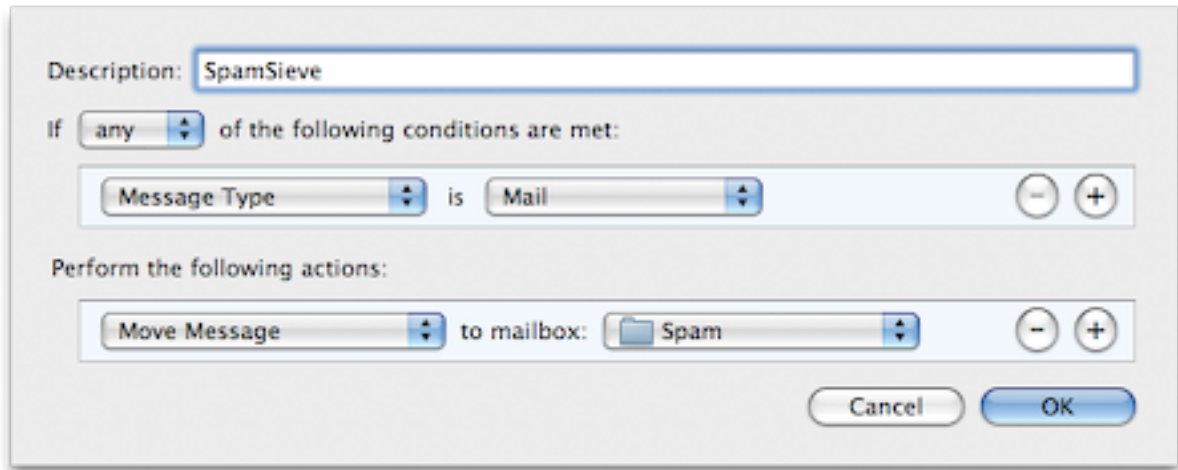 Description: SpamSieve
If any of the following conditions are met:
Message Type is Mail
Perform the following actions:
Move Message to mailbox: Spam
Cancel OK